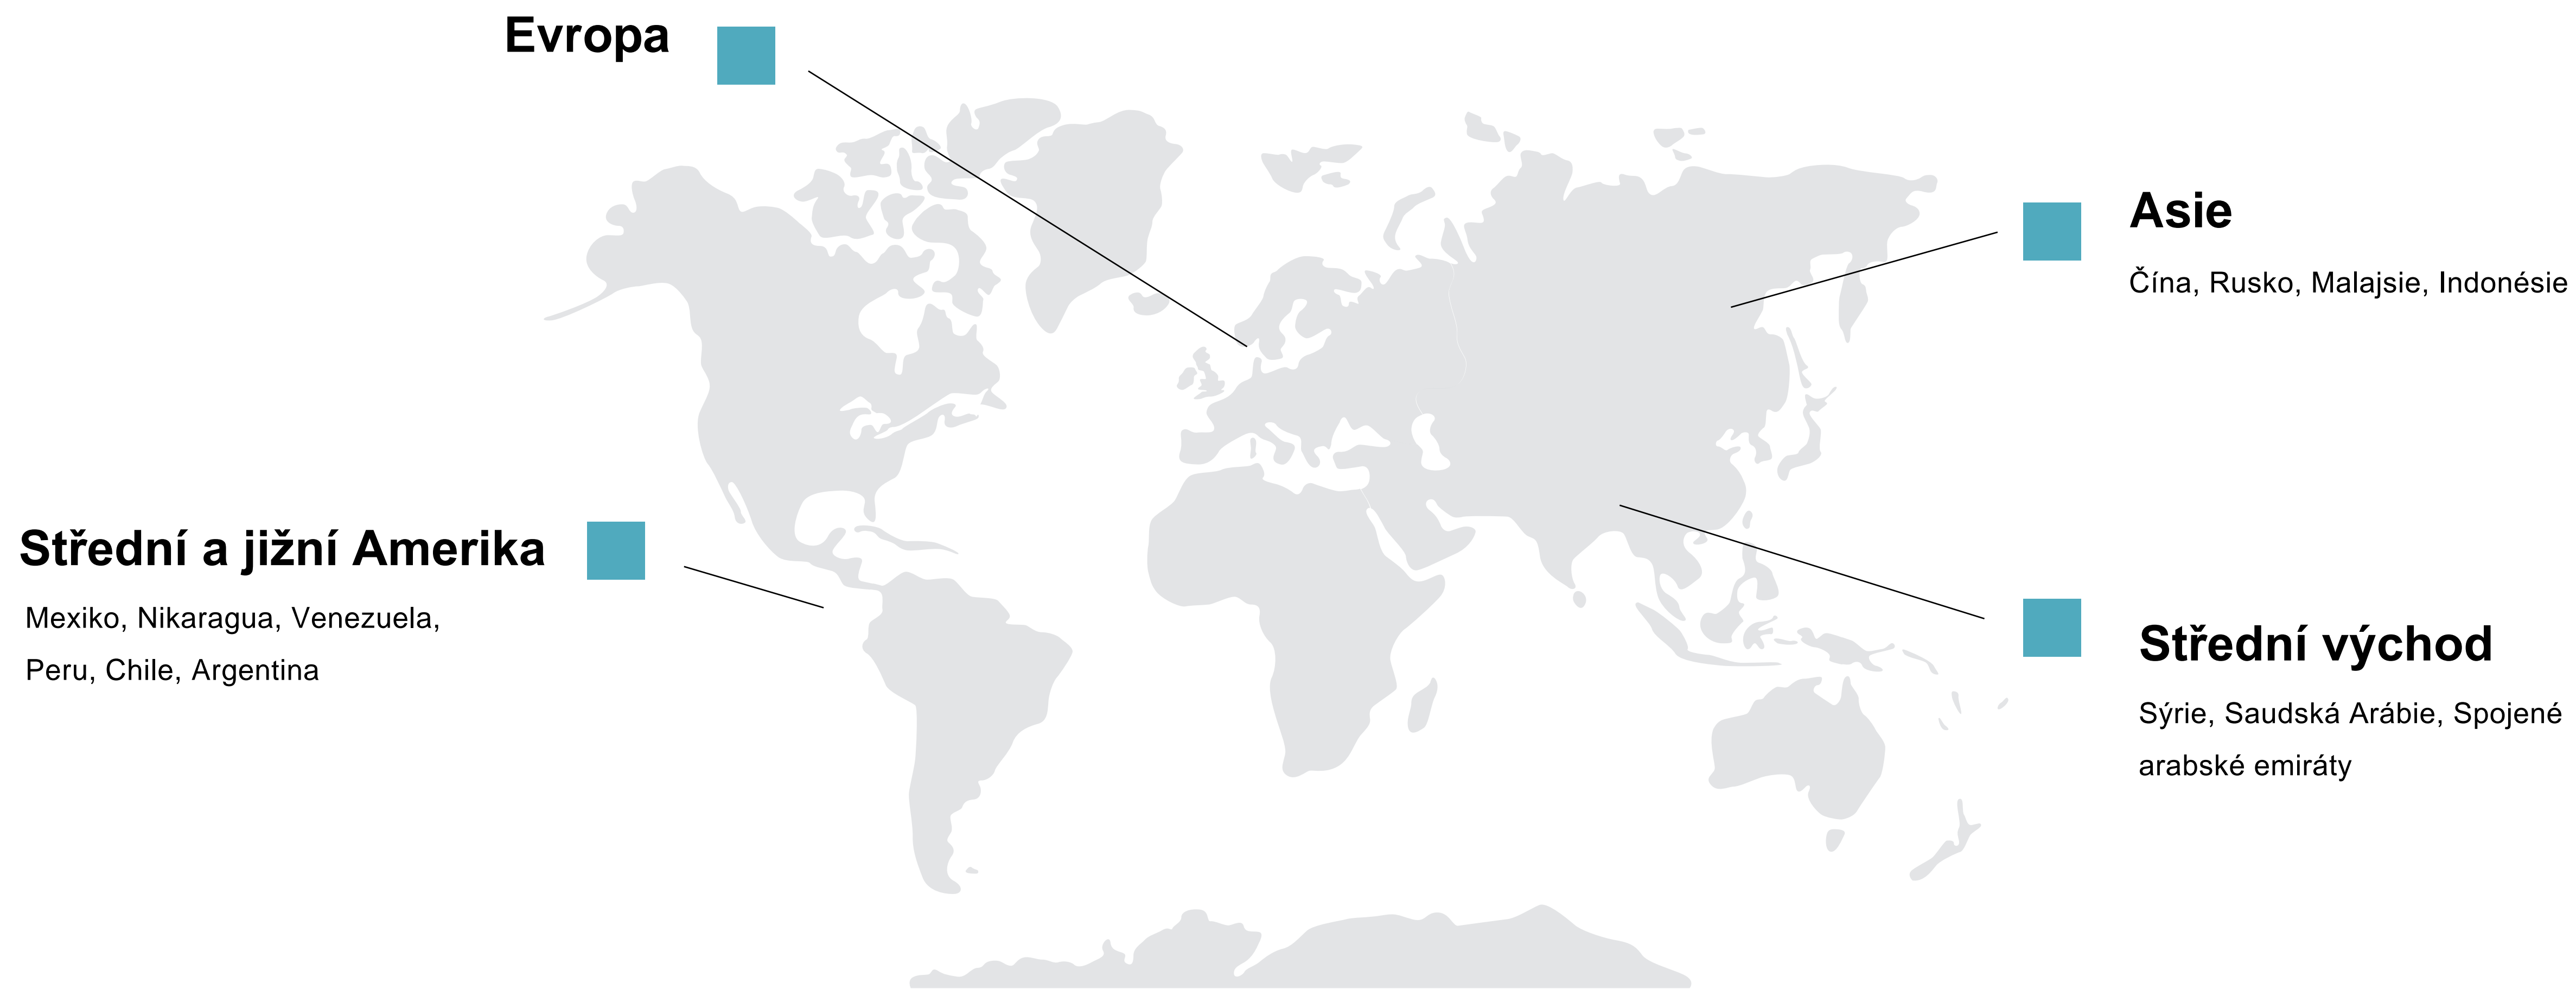 Evropa
Asie
Čína, Rusko, Malajsie, Indonésie
Střední a jižní Amerika
Mexiko, Nikaragua, Venezuela,
Peru, Chile, Argentina
Střední východ
Sýrie, Saudská Arábie, Spojené
arabské emiráty